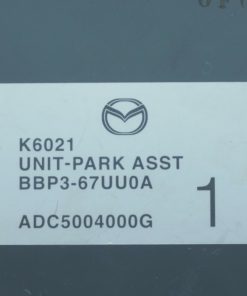 K6021
UNIT-PARK ASST
BBP3-67UU0A
ADC5004000G
1